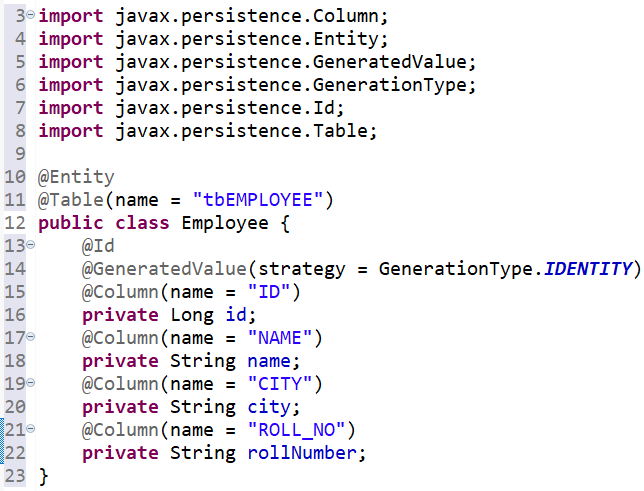 3 import javax.persistence.Column;
4 import javax.persistence.Entity;
5 import javax.persistence.GeneratedValue;
6 import javax.persistence.GenerationType;
7 import javax.persistence.Id;
8 import javax.persistence.Table;
9
10 @Entity
11 @Table(name = "tbEMPLOYEE")
12 public class Employee {
13     @Id
14     @GeneratedValue(strategy = GenerationType.IDENTITY)
15     @Column(name = "ID")
16     private Long id;
17     @Column(name = "NAME")
18     private String name;
19     @Column(name = "CITY")
20     private String city;
21     @Column(name = "ROLL_NO")
22     private String rollNumber;
23 }